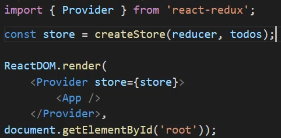 import { Provider } from 'react-redux';
const store = createStore(reducer, todos);
ReactDOM.render(
<Provider store={store}>
<App />
</Provider>,
document.getElementById('root'));